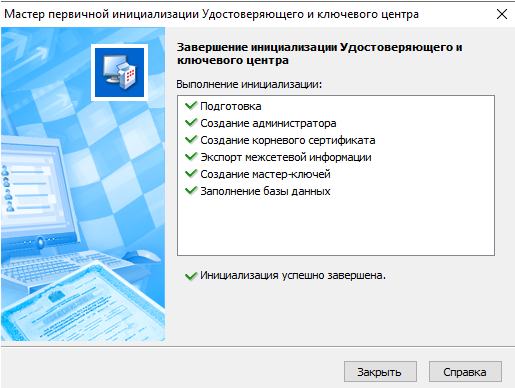 Мастер первичной инициализации Удостоверяющего и ключевого центра
Завершение инициализации Удостоверяющего и
ключевого центра
Выполнение инициализации:
Подготовка
Создание администратора
Создание корневого сертификата
Экспорт межсетевой информации
Создание мастер-ключей
Заполнение базы данных
Инициализация успешно завершена.
Закрыть
Справка